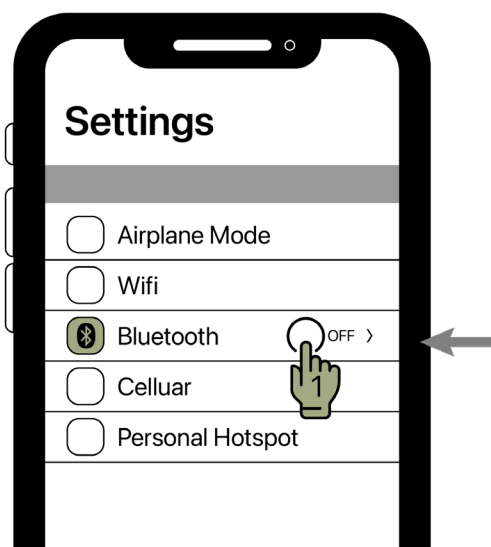 Settings
Airplane Mode
Wifi
Bluetooth OFF >
1
Celluar
Personal Hotspot